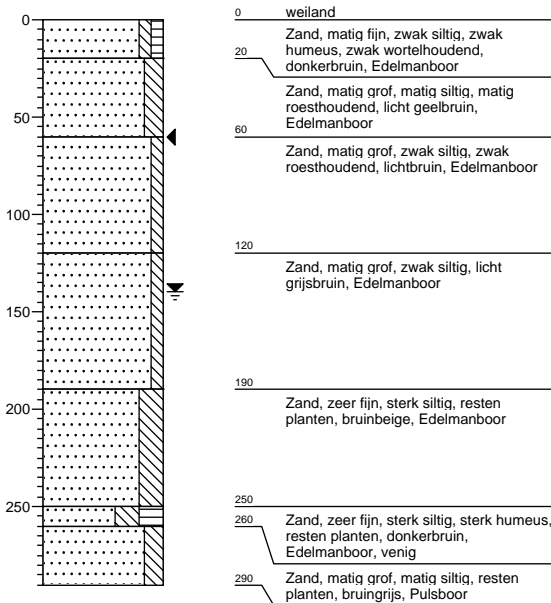 0
50
100
150
200
250
0 weiland
Zand, matig fijn, zwak siltig, zwak
humeus, zwak wortelhoudend,
donkerbruin, Edelmanboor
20
Zand, matig grof, matig siltig, matig
roesthoudend, licht geelbruin,
Edelmanboor
60
Zand, matig grof, zwak siltig, zwak
roesthoudend, lichtbruin, Edelmanboor
120
Zand, matig grof, zwak siltig, licht
grijsbruin, Edelmanboor
190
Zand, zeer fijn, sterk siltig, resten
planten, bruinbeige, Edelmanboor
250
260
Zand, zeer fijn, sterk siltig, sterk humeus,
resten planten, donkerbruin,
Edelmanboor, venig
290
Zand, matig grof, matig siltig, resten
planten, bruingrijs, Pulsboor